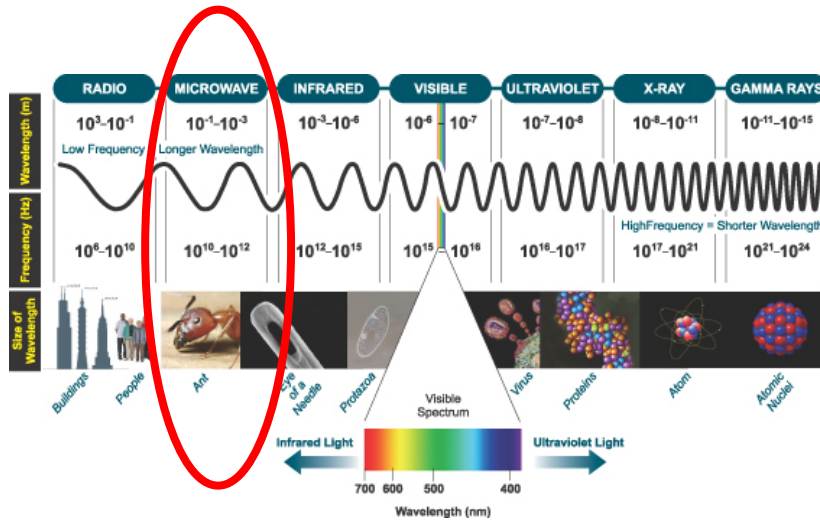 RADIO
MICROWAVE
INFRARED
VISIBLE
ULTRAVIOLET
X-RAY
GAMMA RAYS
Wavelength (m)
10³-10⁻¹
10⁻¹-10⁻³
10⁻³-10⁻⁶
10⁻⁶
10⁻⁷
10⁻⁷-10⁻⁸
10⁻⁸-10⁻¹¹
10⁻¹¹-10⁻¹⁵
Low Frequency
Longer Wavelength
HighFrequency = Shorter Wavelength
Frequency (Hz)
10⁶-10¹⁰
10¹⁰-10¹²
10¹²-10¹⁵
10¹⁵
10¹⁶
10¹⁶-10¹⁷
10¹⁷-10²¹
10²¹-10²⁴
Size of
Wavelength
Buildings
People
Ant
Eye
of a
Needle
Protazoa
Virus
Proteins
Atom
Atomic
Nuclei
Visible
Spectrum
Infrared Light
Ultraviolet Light
700
600
500
400
Wavelength (nm)